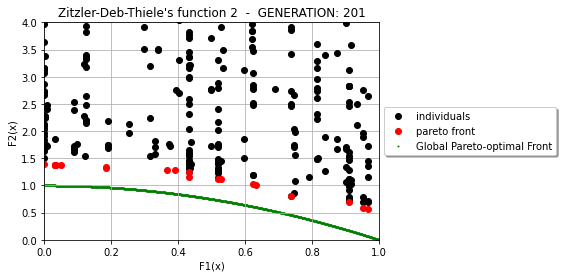 Zitzler-Deb-Thiele's function 2  -  GENERATION: 201
4.0
3.5
3.0
2.5
2.0
1.5
1.0
0.5
0.0
F2(x)
0.0 0.2 0.4 0.6 0.8 1.0
F1(x)
individuals
pareto front
Global Pareto-optimal Front